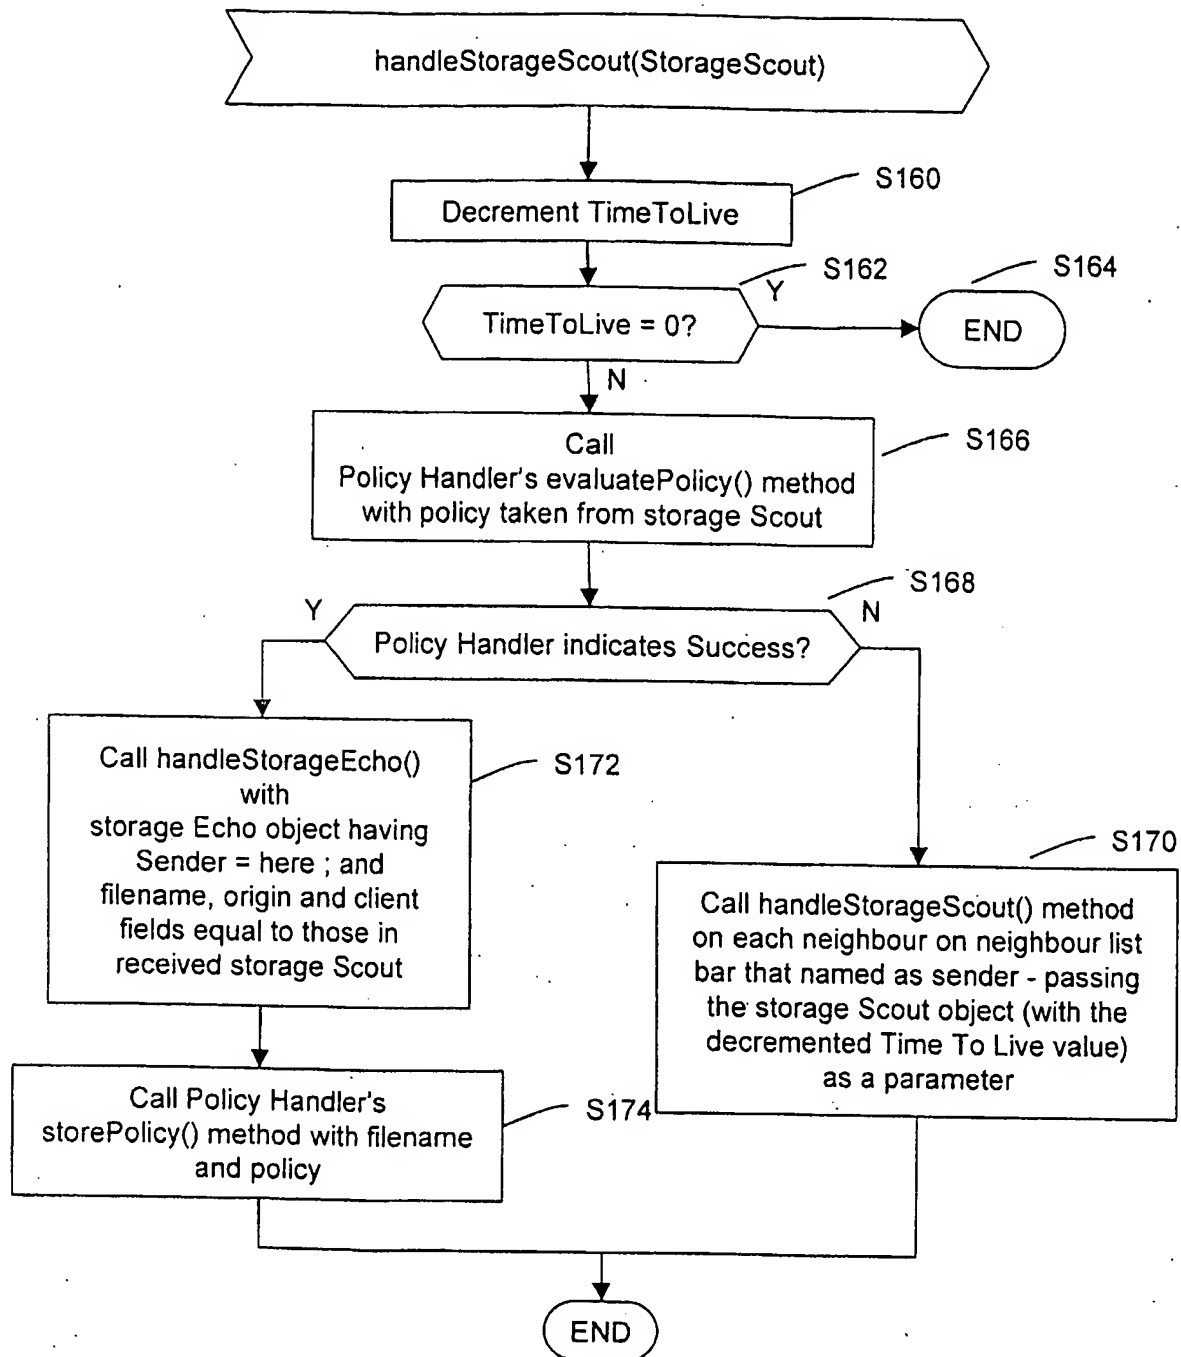 handleStorageScout(StorageScout)
S160
Decrement TimeToLive
S162
S164
Y
TimeToLive = 0?
END
N
S166
Call
Policy Handler's evaluatePolicy() method
with policy taken from storage Scout
S168
Y
N
Policy Handler indicates Success?
Call handleStorageEcho()
with
storage Echo object having
Sender = here ; and
filename, origin and client
fields equal to those in
received storage Scout
S172
S170
Call handleStorageScout() method
on each neighbour on neighbour list
bar that named as sender - passing
the storage Scout object (with the
decremented Time To Live value)
as a parameter
Call Policy Handler's
storePolicy() method with filename
and policy
S174
END